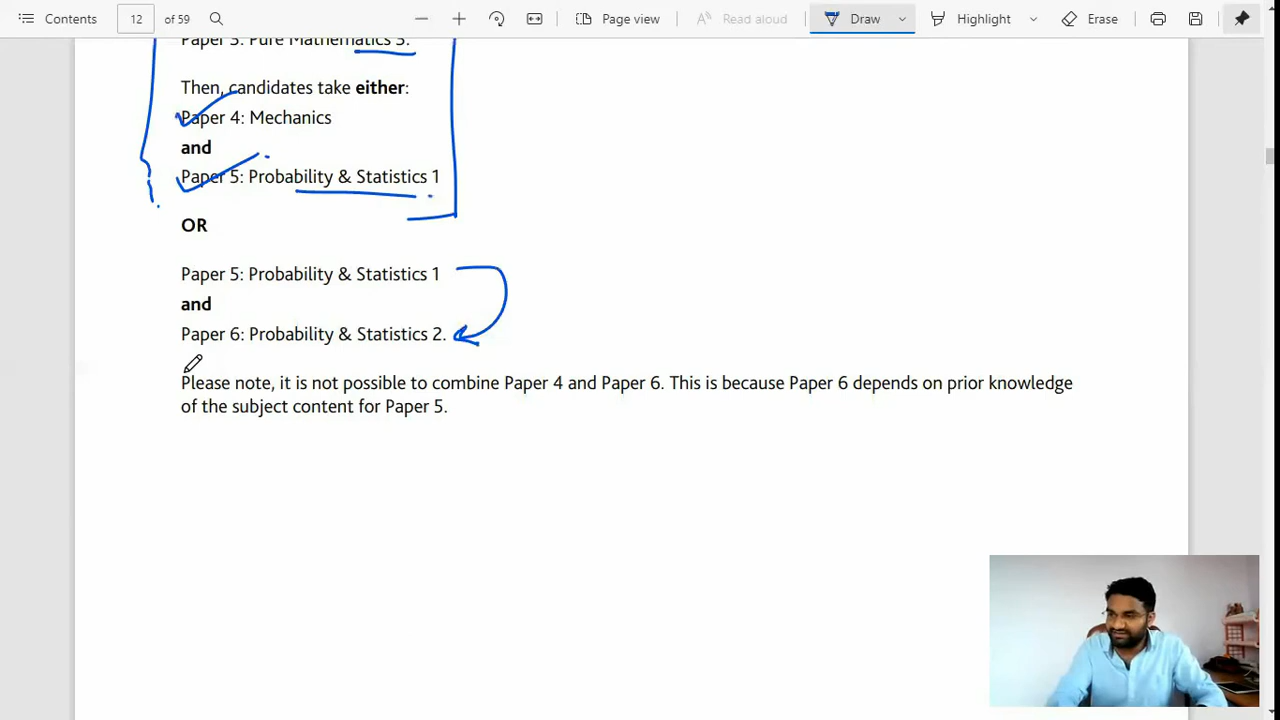 Contents
12
of 59
Page view
Read aloud
Draw
Highlight
Erase
Paper 3: Pure Mathematics 3.
Then, candidates take either:
Paper 4: Mechanics
and
Paper 5: Probability & Statistics 1
OR
Paper 5: Probability & Statistics 1
and
Paper 6: Probability & Statistics 2.
Please note, it is not possible to combine Paper 4 and Paper 6. This is because Paper 6 depends on prior knowledge
of the subject content for Paper 5.